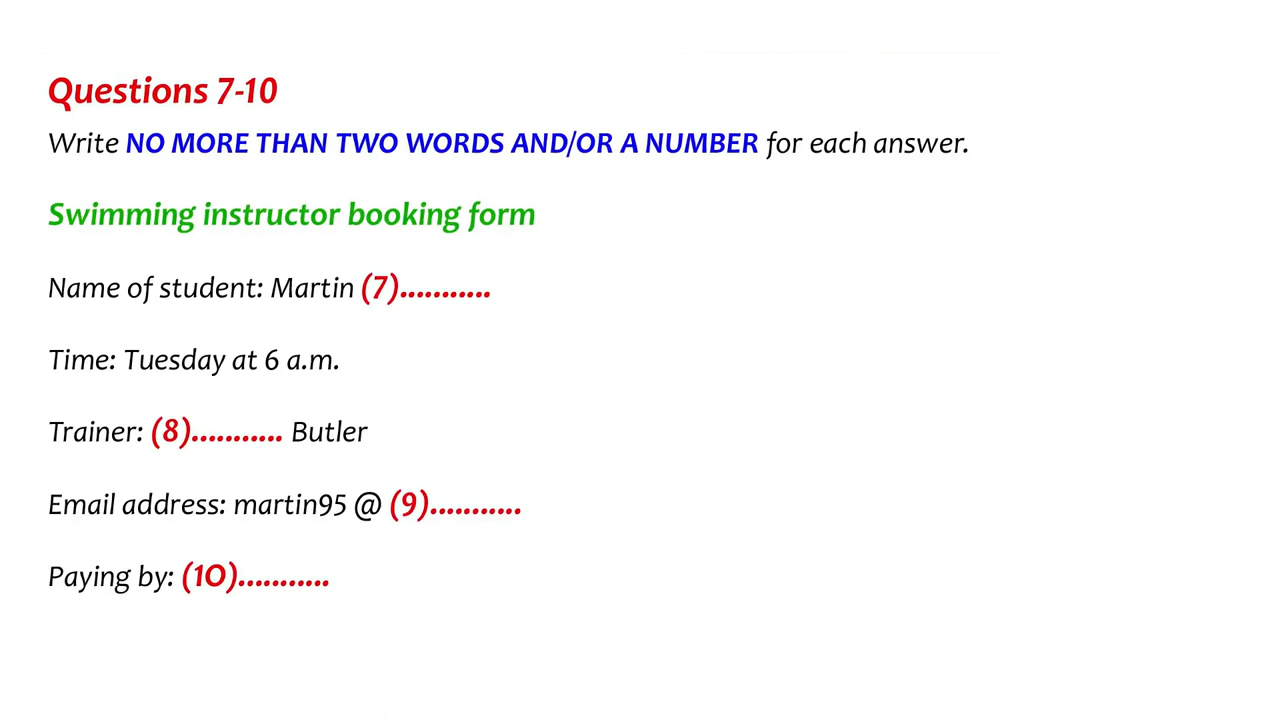 Questions 7-10
Write NO MORE THAN TWO WORDS AND/OR A NUMBER for each answer.
Swimming instructor booking form
Name of student: Martin (7)...........
Time: Tuesday at 6 a.m.
Trainer: (8)........... Butler
Email address: martin95 @ (9)...........
Paying by: (10)...........